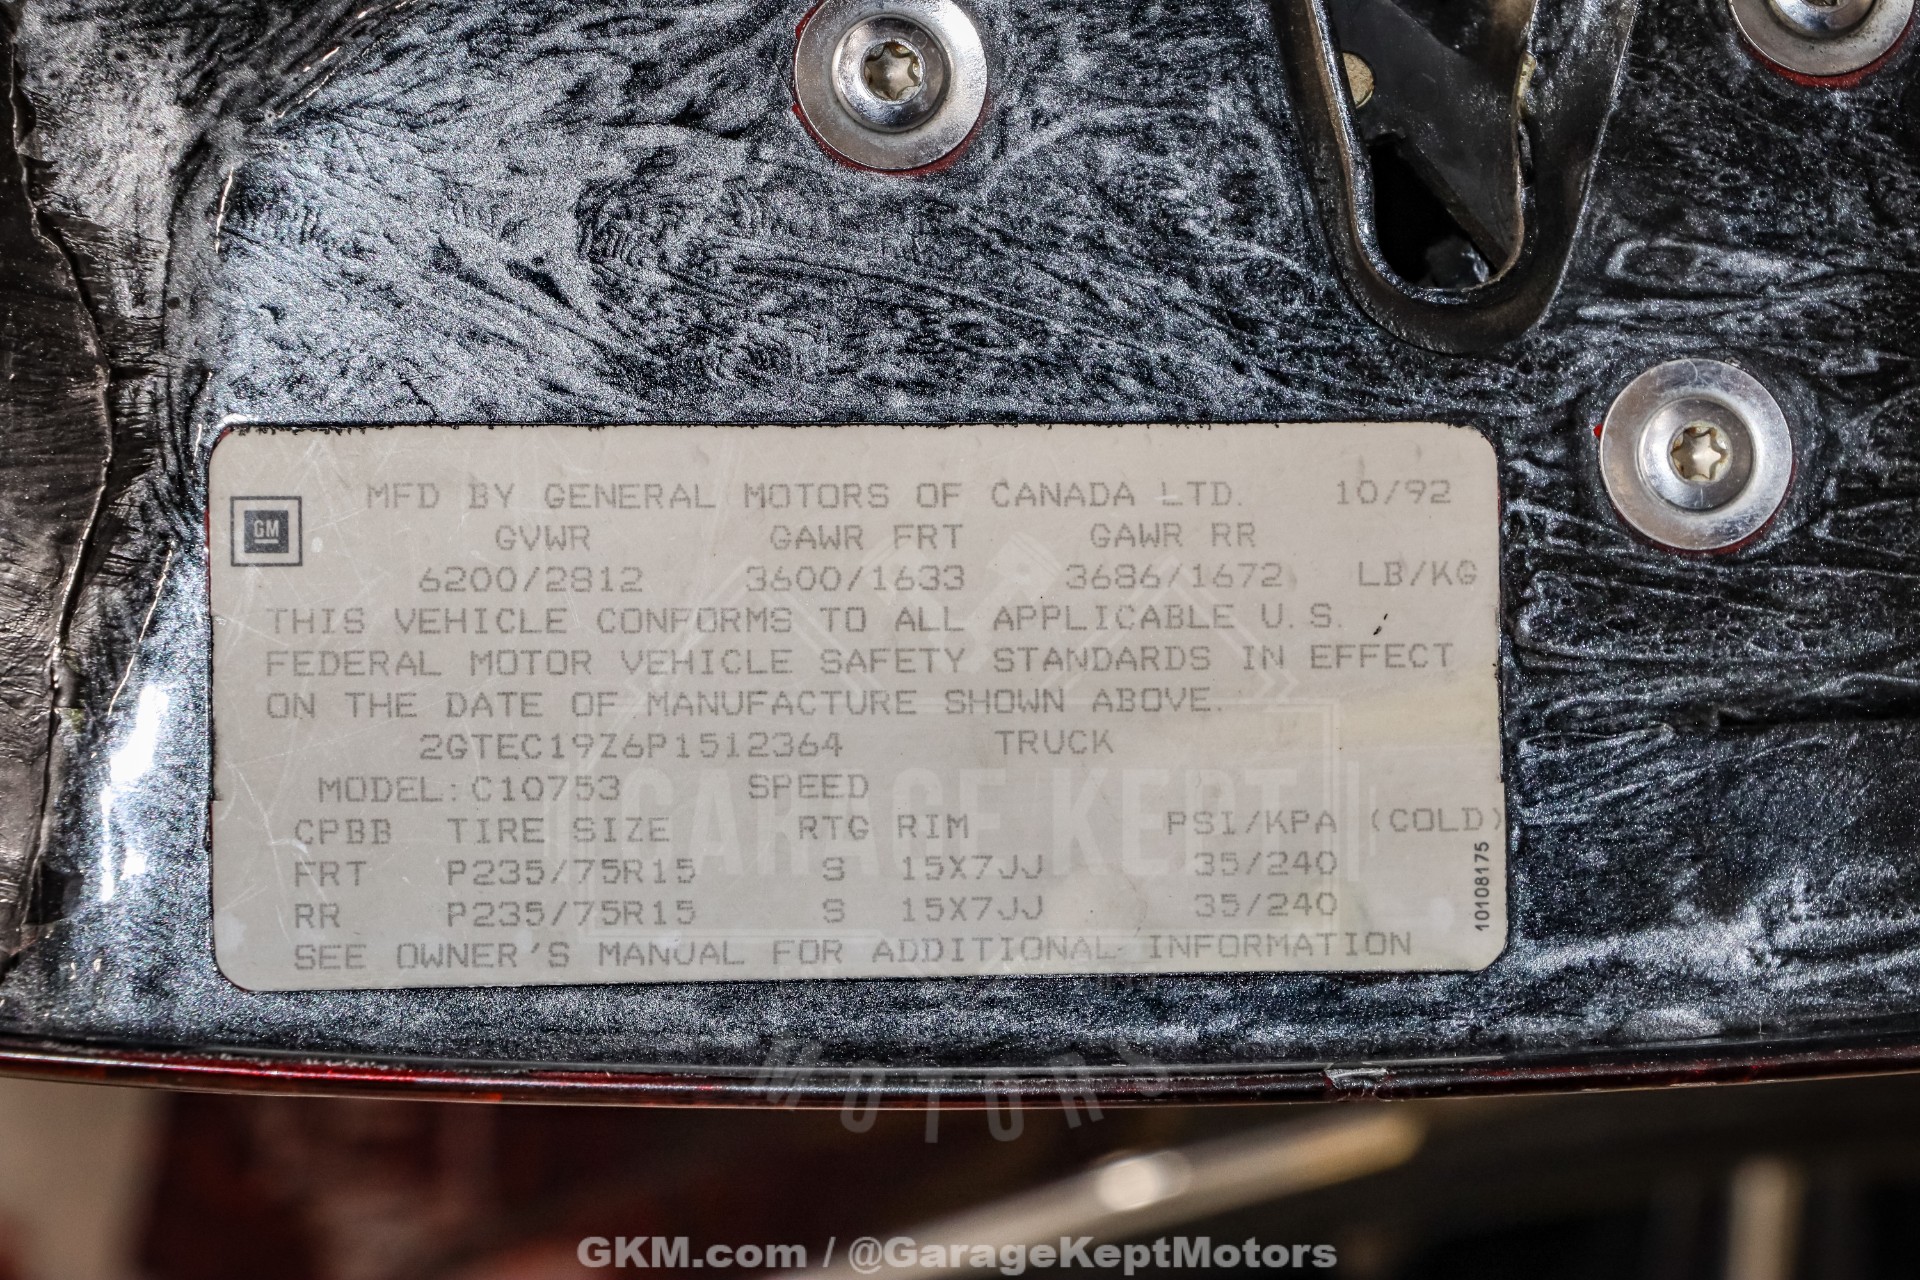 MFD BY GENERAL MOTORS OF CANADA LTD. 10/92
GM
GVWR GAWR FRT GAWR RR
6200/2812 3600/1633 3686/1672 LB/KG
THIS VEHICLE CONFORMS TO ALL APPLICABLE U.S.
FEDERAL MOTOR VEHICLE SAFETY STANDARDS IN EFFECT
ON THE DATE OF MANUFACTURE SHOWN ABOVE.
2GTEC19Z6P1512364 TRUCK
MODEL: C10753 SPEED
CPBB TIRE SIZE RTG RIM PSI/KPA (COLD)
FRT P235/75R15 S 15X7JJ 35/240
RR P235/75R15 S 15X7JJ 35/240
SEE OWNER'S MANUAL FOR ADDITIONAL INFORMATION
10108175
GARAGE KEPT
MOTORS
GKM.com / @GarageKeptMotors